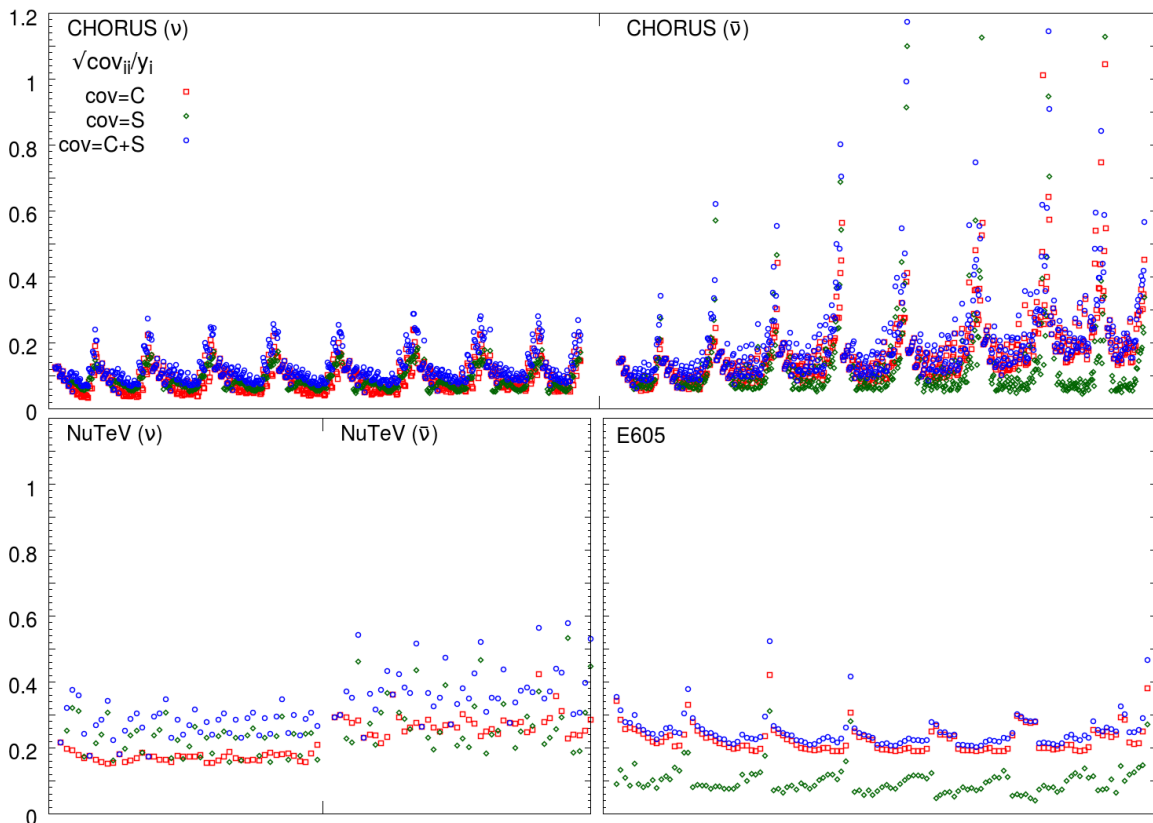 1.2
1
0.8
0.6
0.4
0.2
0
CHORUS (ν)
√cov_ii/y_i
cov=C
cov=S
cov=C+S
CHORUS (ν̄)
1
0.8
0.6
0.4
0.2
0
NuTeV (ν)
NuTeV (ν̄)
E605